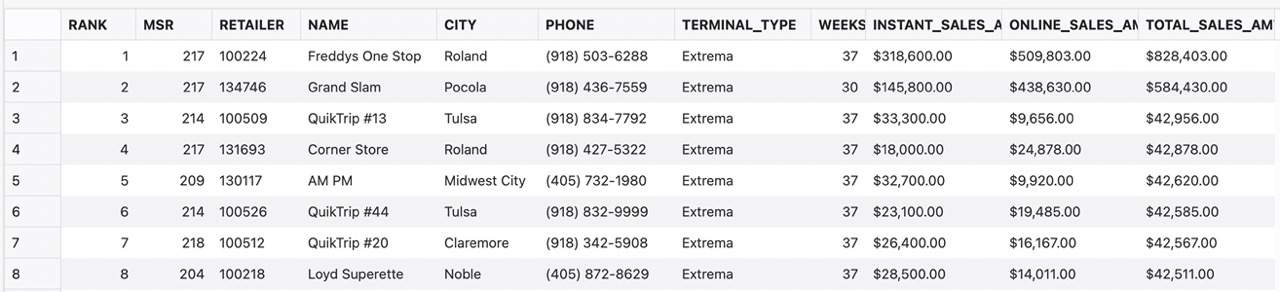 RANK MSR RETAILER NAME CITY PHONE TERMINAL_TYPE WEEKS INSTANT_SALES_A ONLINE_SALES_AM TOTAL_SALES_AM
1 1 217 100224 Freddys One Stop Roland (918) 503-6288 Extrema 37 $318,600.00 $509,803.00 $828,403.00
2 2 217 134746 Grand Slam Pocola (918) 436-7559 Extrema 30 $145,800.00 $438,630.00 $584,430.00
3 3 214 100509 QuikTrip #13 Tulsa (918) 834-7792 Extrema 37 $33,300.00 $9,656.00 $42,956.00
4 4 217 131693 Corner Store Roland (918) 427-5322 Extrema 37 $18,000.00 $24,878.00 $42,878.00
5 5 209 130117 AM PM Midwest City (405) 732-1980 Extrema 37 $32,700.00 $9,920.00 $42,620.00
6 6 214 100526 QuikTrip #44 Tulsa (918) 832-9999 Extrema 37 $23,100.00 $19,485.00 $42,585.00
7 7 218 100512 QuikTrip #20 Claremore (918) 342-5908 Extrema 37 $26,400.00 $16,167.00 $42,567.00
8 8 204 100218 Loyd Superette Noble (405) 872-8629 Extrema 37 $28,500.00 $14,011.00 $42,511.00